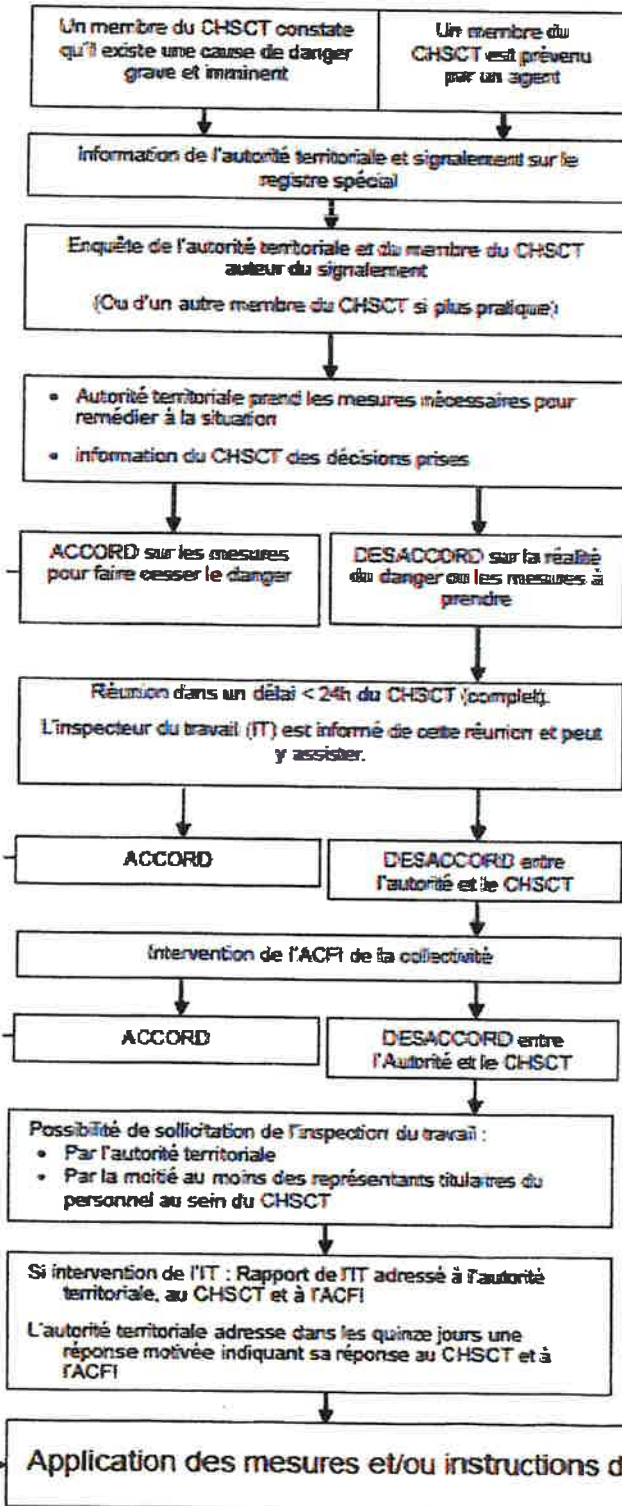 Un membre du CHSCT constate
qu'il existe une cause de danger
grave et imminent
Un membre du
CHSCT est prévenu
par un agent
Information de l'autorité territoriale et signalement sur le
registre spécial
Enquête de l'autorité territoriale et du membre du CHSCT
auteur du signalement
(Ou d'un autre membre du CHSCT si plus pratique)
• Autorité territoriale prend les mesures nécessaires pour
remédier à la situation
• information du CHSCT des décisions prises
ACCORD sur les mesures
pour faire cesser le danger
DESACCORD sur la réalité
du danger ou les mesures à
prendre
Réunion dans un délai < 24h du CHSCT (complet).
L'inspecteur du travail (IT) est informé de cette réunion et peut
y assister.
ACCORD
DESACCORD entre
l'autorité et le CHSCT
Intervention de l'ACFI de la collectivité
ACCORD
DESACCORD entre
l'Autorité et le CHSCT
Possibilité de sollicitation de l'inspection du travail :
• Par l'autorité territoriale
• Par la moitié au moins des représentants titulaires du
personnel au sein du CHSCT
Si intervention de l'IT : Rapport de l'IT adressé à l'autorité
territoriale, au CHSCT et à l'ACFI
L'autorité territoriale adresse dans les quinze jours une
réponse motivée indiquant sa réponse au CHSCT et à
l'ACFI
Application des mesures et/ou instructions d